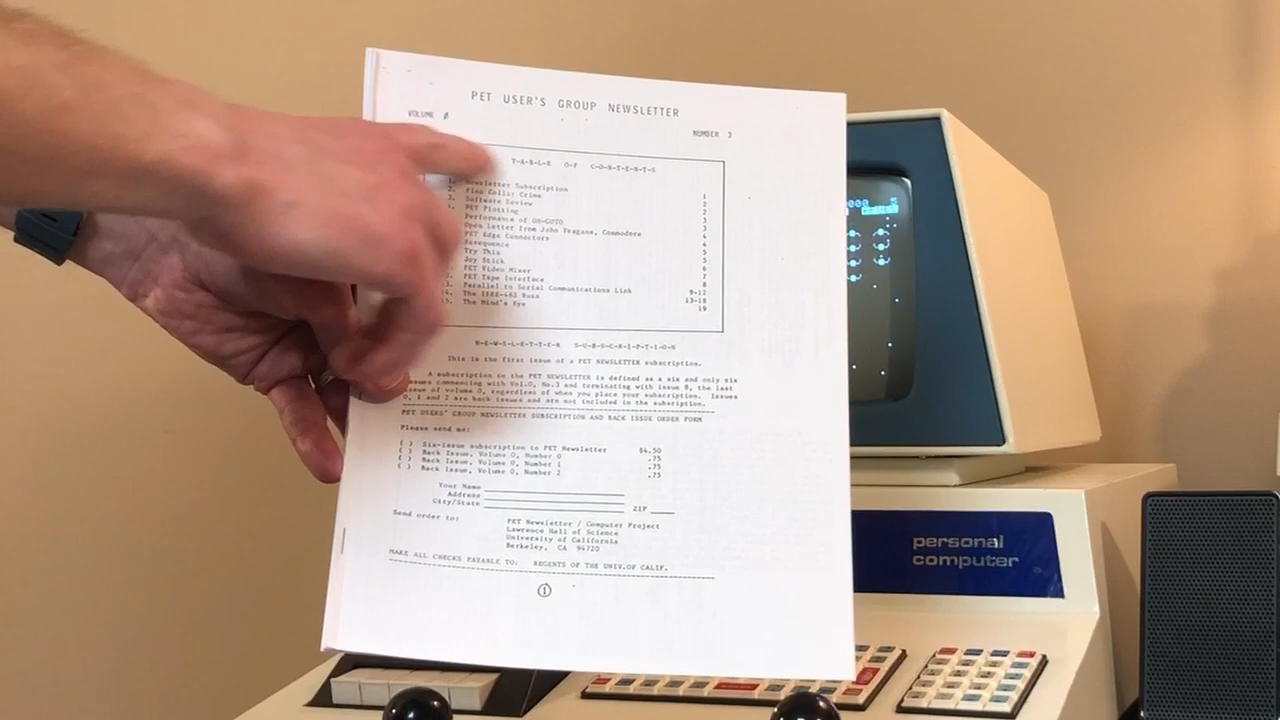 PET USER'S GROUP NEWSLETTER
VOLUME Ø
NUMBER 3
T-A-B-L-E O-F C-O-N-T-E-N-T-S
1. Newsletter Subscription 1
2. Flea Collar Crime 2
3. Software Review 2
4. PET Plotting 3
Performance of ON-GOTO 3
Open Letter from John Feagans, Commodore 4
PET Edge Connectors 4
Resequence 5
Try This 5
Joy Stick 6
PET Video Mixer 7
2. PET Tape Interface 8
3. Parallel to Serial Communications Link 9-12
4. The IEEE-488 Buss 13-18
5. The Mind's Eye 19
N-E-W-S-L-E-T-T-E-R S-U-B-S-C-R-I-P-T-I-O-N
This is the first issue of a PET NEWSLETTER subscription.
A subscription to the PET NEWSLETTER is defined as a six and only six
issues commencing with Vol.0, No.3 and terminating with issue 8, the last
issue of volume 0, regardless of when you place your subscription. Issues
0, 1 and 2 are back issues and are not included in the subscription.
PET USERS' GROUP NEWSLETTER SUBSCRIPTION AND BACK ISSUE ORDER FORM
Please send me:
( ) Six-issue subscription to PET Newsletter $4.50
( ) Back Issue, Volume 0, Number 0 .75
( ) Back Issue, Volume 0, Number 1 .75
( ) Back Issue, Volume 0, Number 2 .75
Your Name
Address
City/State ZIP
Send order to:
PET Newsletter / Computer Project
Lawrence Hall of Science
University of California
Berkeley, CA 94720
MAKE ALL CHECKS PAYABLE TO: REGENTS OF THE UNIV.OF CALIF.
1
personal
computer